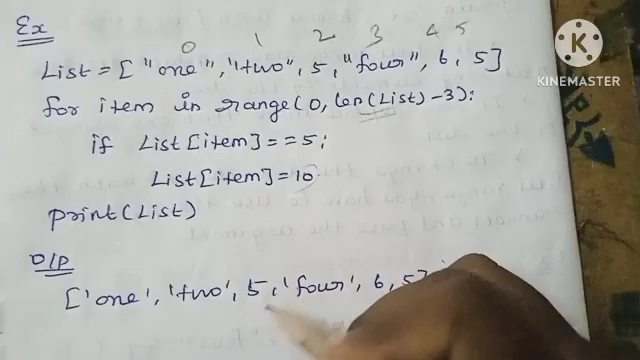 Ex
0 1 2 3 4 5
List = [ "one", "two", 5, "four", 6, 5]
for item in range(0, len(List) -3):
if List[item] == 5:
List[item] = 10
print(List)
O/P
['one', 'two', 5, 'four', 6, 5]
KINEMASTER